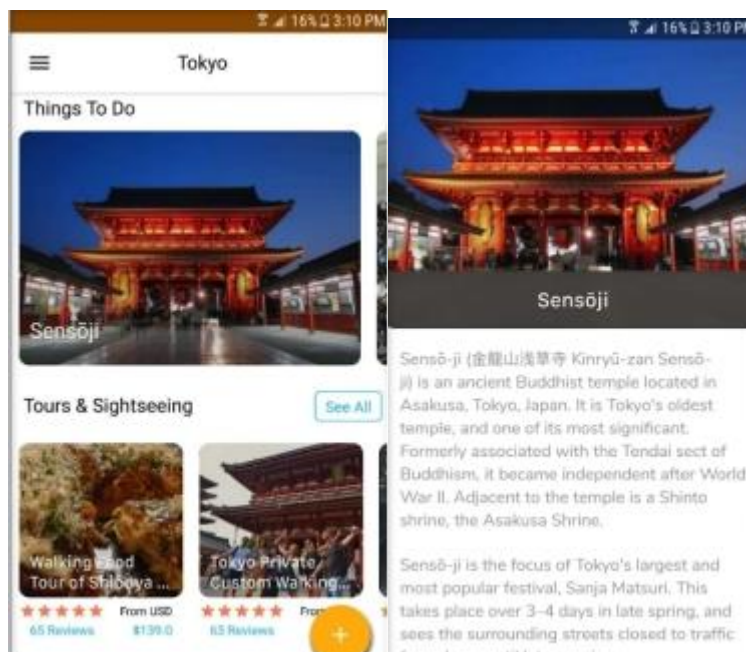 16% 3:10 PM
Tokyo
Things To Do
Sensōji
Tours & Sightseeing
See All
Walking Food
Tour of Shibuya ...
Tokyo Private
Custom Walking...
From USD
65 Reviews
$139.0
63 Reviews
+
16% 3:10 PM
Sensōji
Sensō-ji (金龍山浅草寺 Kinryū-zan Sensō-
ji) is an ancient Buddhist temple located in
Asakusa, Tokyo, Japan. It is Tokyo's oldest
temple, and one of its most significant.
Formerly associated with the Tendai sect of
Buddhism, it became independent after World
War II. Adjacent to the temple is a Shinto
shrine, the Asakusa Shrine.
Sensō-ji is the focus of Tokyo's largest and
most popular festival, Sanja Matsuri. This
takes place over 3-4 days in late spring, and
sees the surrounding streets closed to traffic